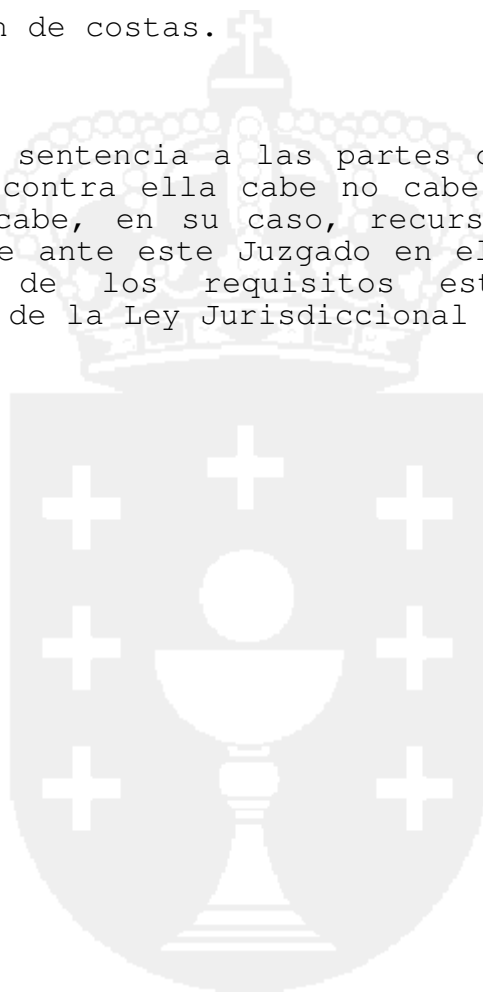 n de costas.
sentencia a las partes c
contra ella cabe no cabe
cabe, en su caso, recurs
e ante este Juzgado en el
de los requisitos est
de la Ley Jurisdiccional